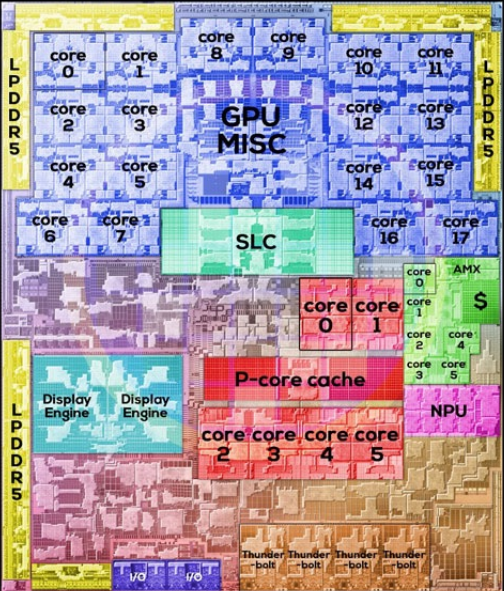 core 8
core 9
core 0
core 1
core 10
core 11
LPDDR5
LPDDR5
core 2
core 3
GPU
MISC
core 12
core 13
core 4
core 5
core 14
core 15
core 6
core 7
core 16
core 17
SLC
core 0
AMX
core 1
$
core 0
core 1
core 2
core 4
core 3
core 5
P-core cache
Display Engine
Display Engine
LPDDR5
NPU
core 2
core 3
core 4
core 5
Thunder-bolt
Thunder-bolt
Thunder-bolt
Thunder-bolt
I/O
I/O